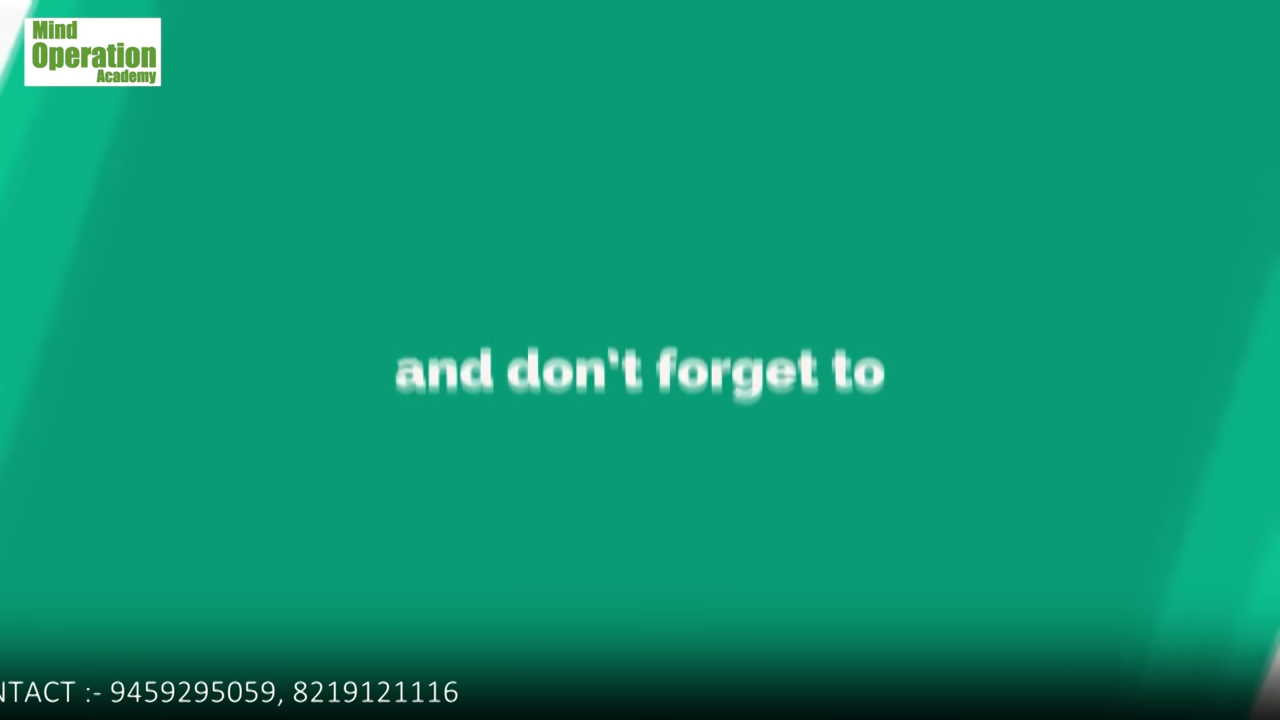 Mind
Operation
Academy
and don't forget to
NTACT :- 9459295059, 8219121116